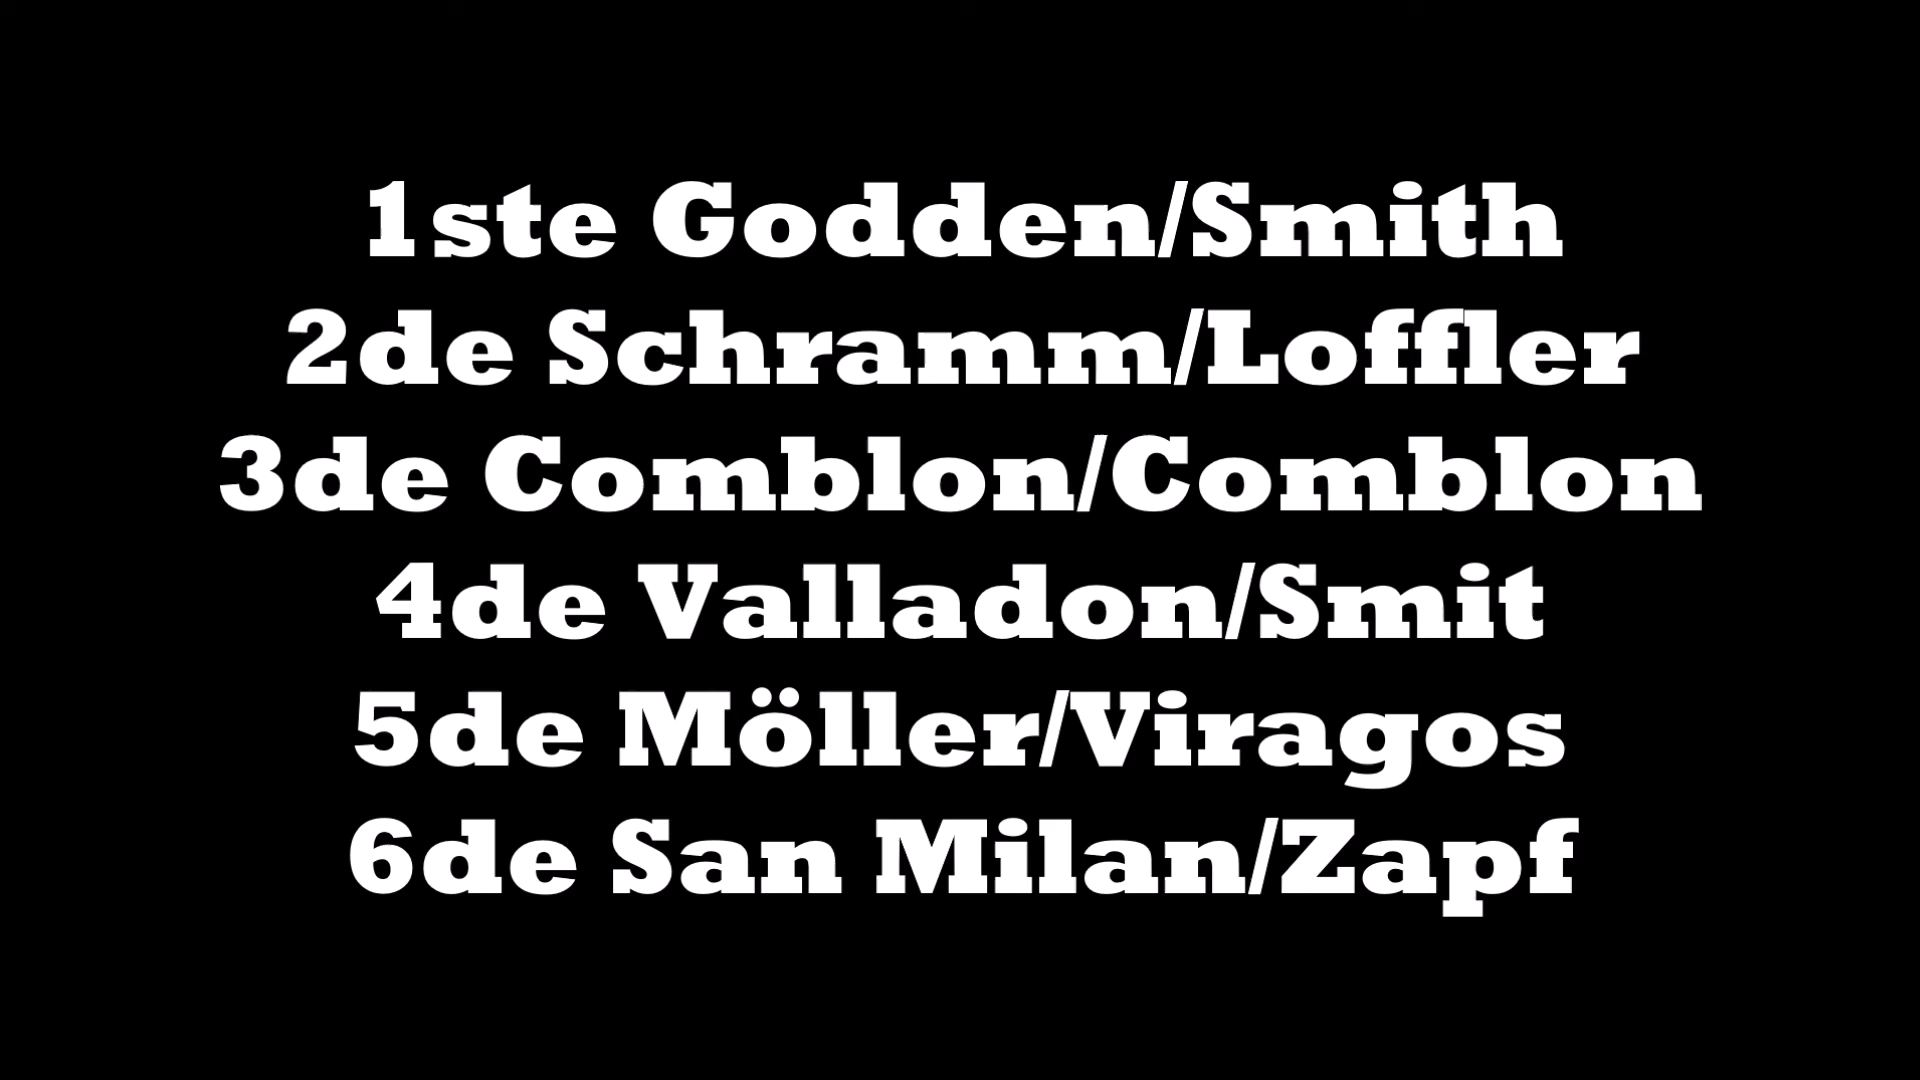 1ste Godden/Smith
2de Schramm/Loffler
3de Comblon/Comblon
4de Valladon/Smit
5de Möller/Viragos
6de San Milan/Zapf